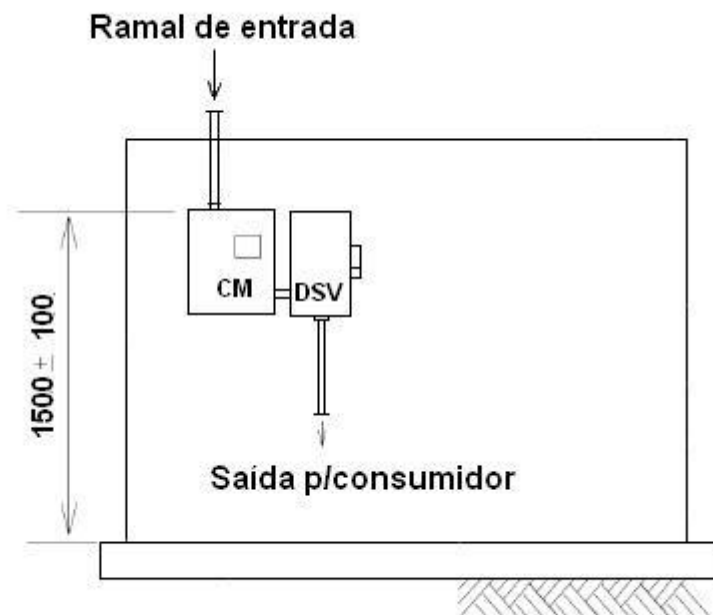 Ramal de entrada
CM
DSV
1500 ± 100
Saída p/consumidor